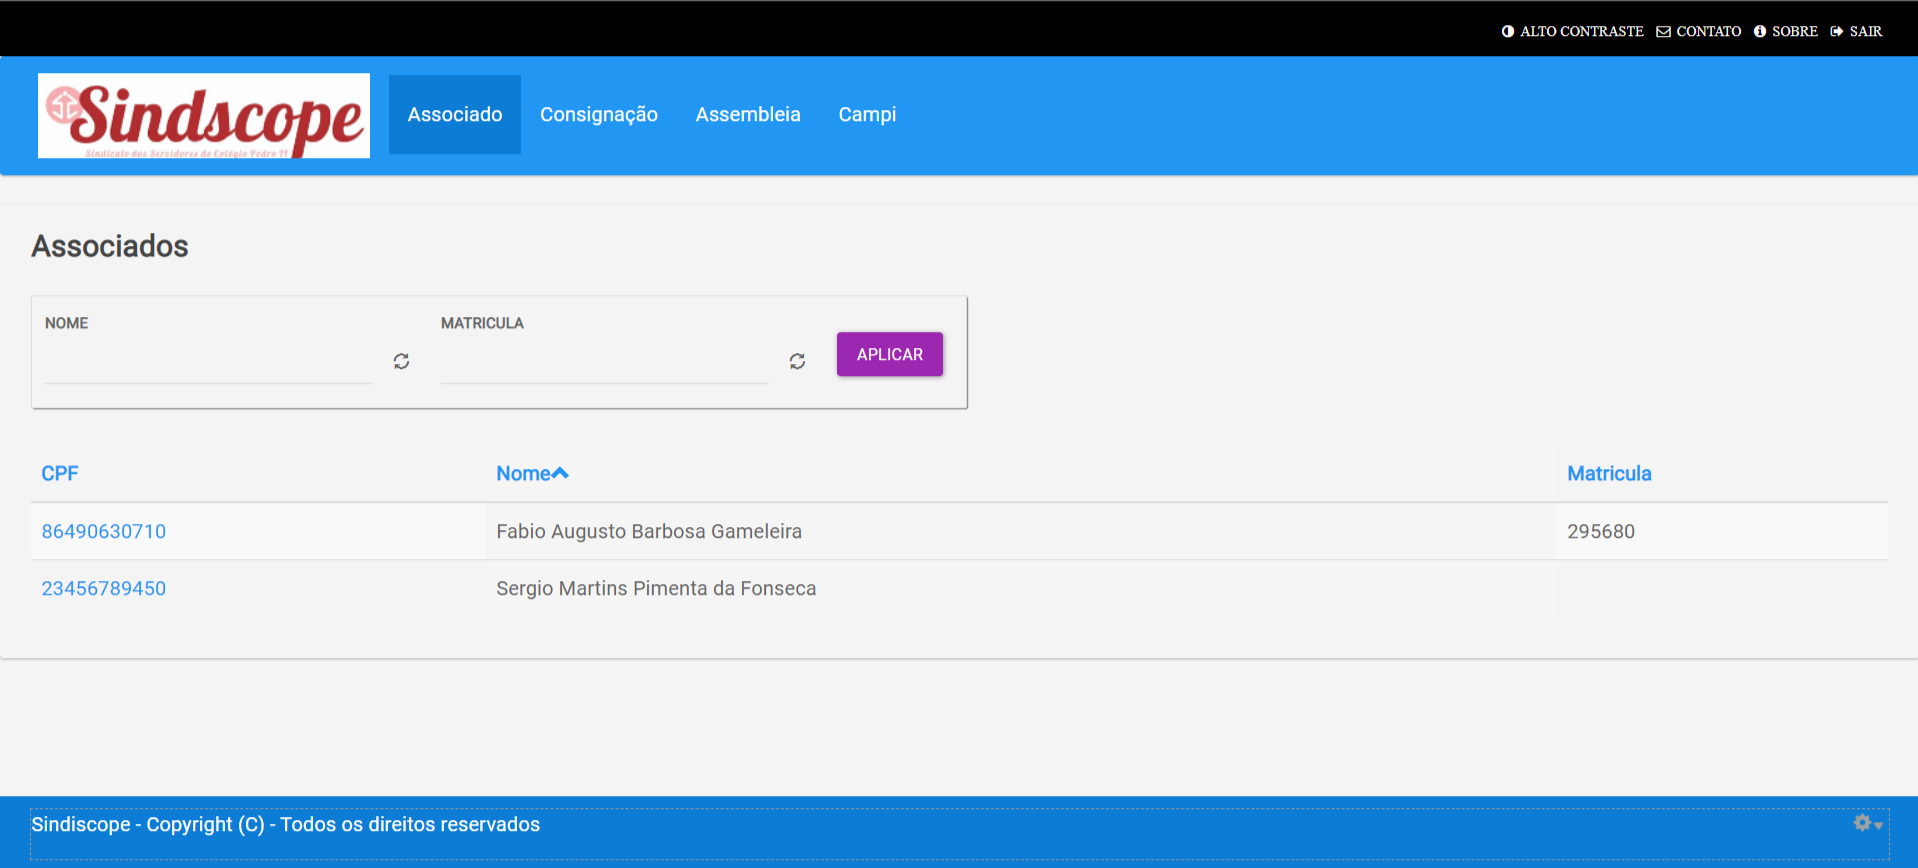 ALTO CONTRASTE CONTATO SOBRE SAIR
Sindscope
Sindicato dos Servidores do Colégio Pedro II
Associado Consignação Assembleia Campi
Associados
NOME MATRICULA
APLICAR
CPF Nome Matricula
86490630710 Fabio Augusto Barbosa Gameleira 295680
23456789450 Sergio Martins Pimenta da Fonseca
Sindiscope - Copyright (C) - Todos os direitos reservados